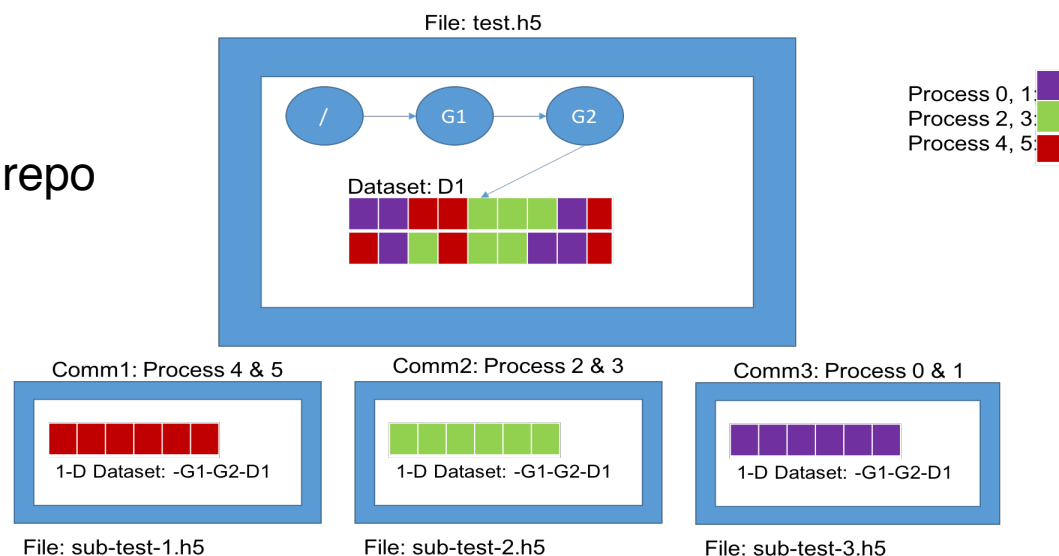 File: test.h5
/
G1
G2
Process 0, 1:
Process 2, 3:
Process 4, 5:
repo
Dataset: D1
Comm1: Process 4 & 5
Comm2: Process 2 & 3
Comm3: Process 0 & 1
1-D Dataset: -G1-G2-D1
1-D Dataset: -G1-G2-D1
1-D Dataset: -G1-G2-D1
File: sub-test-1.h5
File: sub-test-2.h5
File: sub-test-3.h5